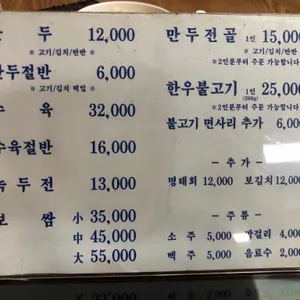 두 12,000
※ 고기/김치/반반 ※
만두절반 6,000
※ 고기/김치 택일 ※
수 육 32,000
수육절반 16,000
녹두전 13,000
보 쌈 小 35,000
中 45,000
大 55,000
만두전골 1인 15,000
※ 고기/김치/반반
※2인분부터 주문 가능합니다
한우불고기 1인 25,000
(200g)
※2인분부터 주문 가능합니다
불고기 면사리 추가 6,000
- 추 가 -
명태회 12,000 보김치 12,000
- 주 류 -
소 주 5,000 막걸리 4,000
맥 주 5,000 음료수 2,00